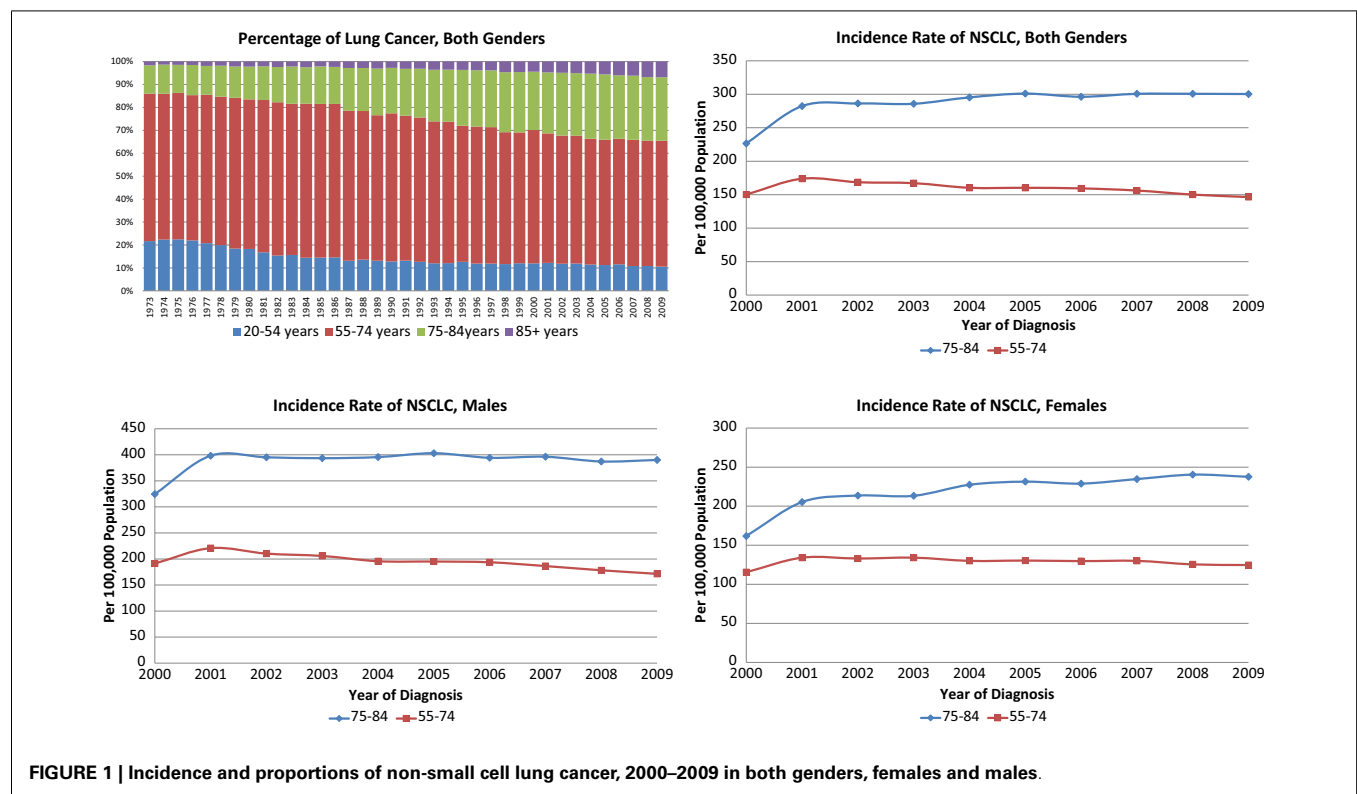 Percentage of Lung Cancer, Both Genders
100%
90%
80%
70%
60%
50%
40%
30%
20%
10%
0%
1973 1974 1975 1976 1977 1978 1979 1980 1981 1982 1983 1984 1985 1986 1987 1988 1989 1990 1991 1992 1993 1994 1995 1996 1997 1998 1999 2000 2001 2002 2003 2004 2005 2006 2007 2008 2009
20-54 years 55-74 years 75-84years 85+ years
Incidence Rate of NSCLC, Both Genders
Per 100,000 Population
350
300
250
200
150
100
50
0
2000 2001 2002 2003 2004 2005 2006 2007 2008 2009
Year of Diagnosis
75-84 55-74
Incidence Rate of NSCLC, Males
Per 100,000 Population
450
400
350
300
250
200
150
100
50
0
2000 2001 2002 2003 2004 2005 2006 2007 2008 2009
Year of Diagnosis
75-84 55-74
Incidence Rate of NSCLC, Females
Per 100,000 Population
300
250
200
150
100
50
0
2000 2001 2002 2003 2004 2005 2006 2007 2008 2009
Year of Diagnosis
75-84 55-74
FIGURE 1 | Incidence and proportions of non-small cell lung cancer, 2000–2009 in both genders, females and males.